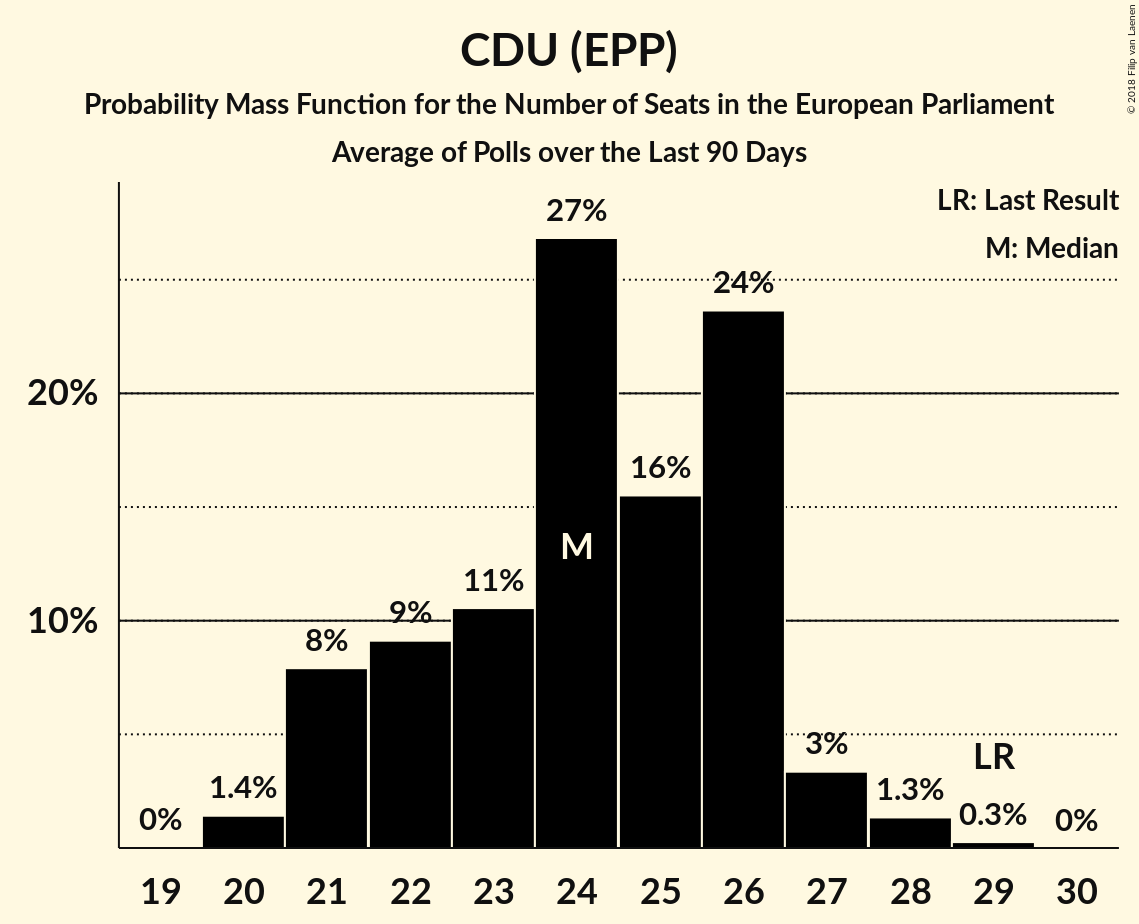 CDU (EPP)
Probability Mass Function for the Number of Seats in the European Parliament
Average of Polls over the Last 90 Days
© 2018 Filip van Laenen
LR: Last Result
M: Median
27%
24%
20%
16%
M
11%
10%
9%
8%
3%
LR
1.4%
1.3%
0.3%
0%
0%
19 20 21 22 23 24 25 26 27 28 29 30